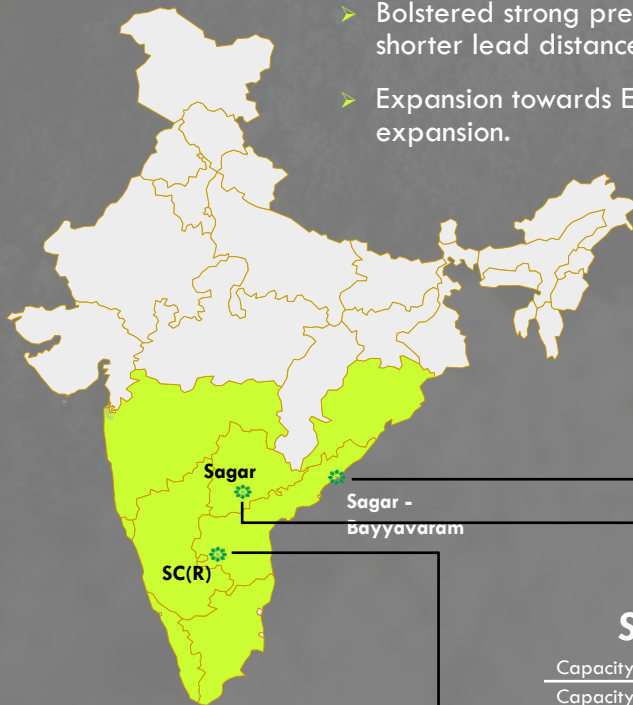 Bolstered strong pre
shorter lead distance
Expansion towards E
expansion.
Sagar
Sagar -
Bayyavaram
SC(R)
S
Capacity
Capacity